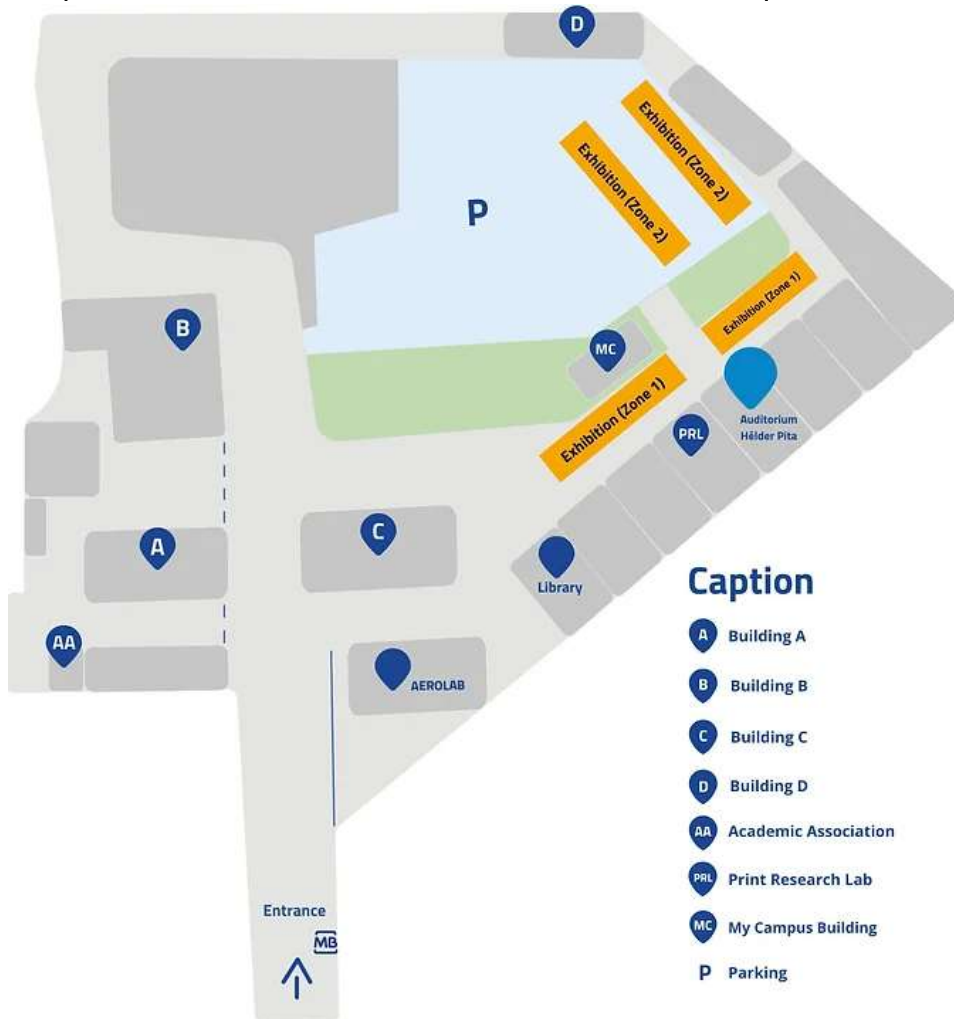 D
Exhibition (Zone 2)
Exhibition (Zone 2)
P
Exhibition (Zone 1)
B
MC
Exhibition (Zone 1)
Auditorium
Hélder Pita
PRL
C
A
Library
AA
AEROLAB
Caption
A Building A
B Building B
C Building C
D Building D
AA Academic Association
PRL Print Research Lab
MC My Campus Building
P Parking
Entrance
MB